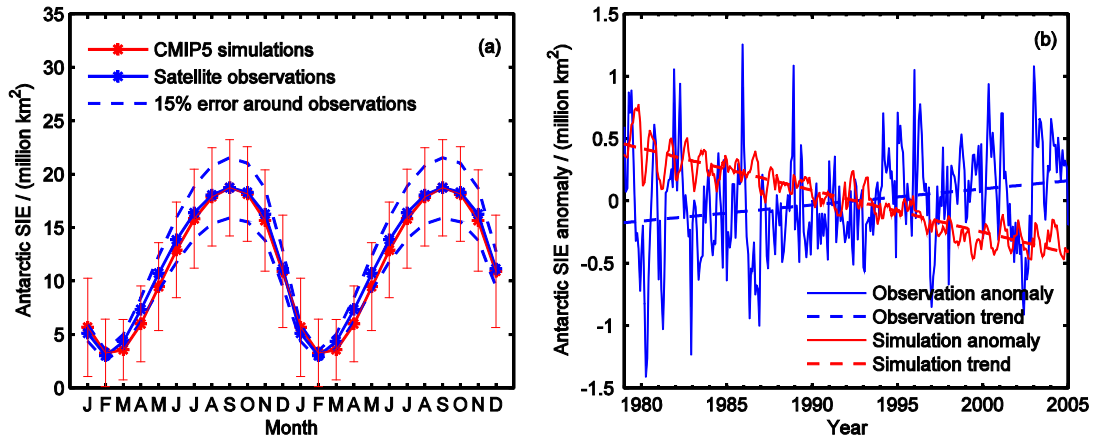 35
30
25
20
15
10
5
0
Antarctic SIE / (million km²)
CMIP5 simulations
Satellite observations
15% error around observations
(a)
J F M A M J J A S O N D J F M A M J J A S O N D
Month
1.5
1
0.5
0
-0.5
-1
-1.5
Antarctic SIE anomaly / (million km²)
(b)
Observation anomaly
Observation trend
Simulation anomaly
Simulation trend
1980 1985 1990 1995 2000 2005
Year